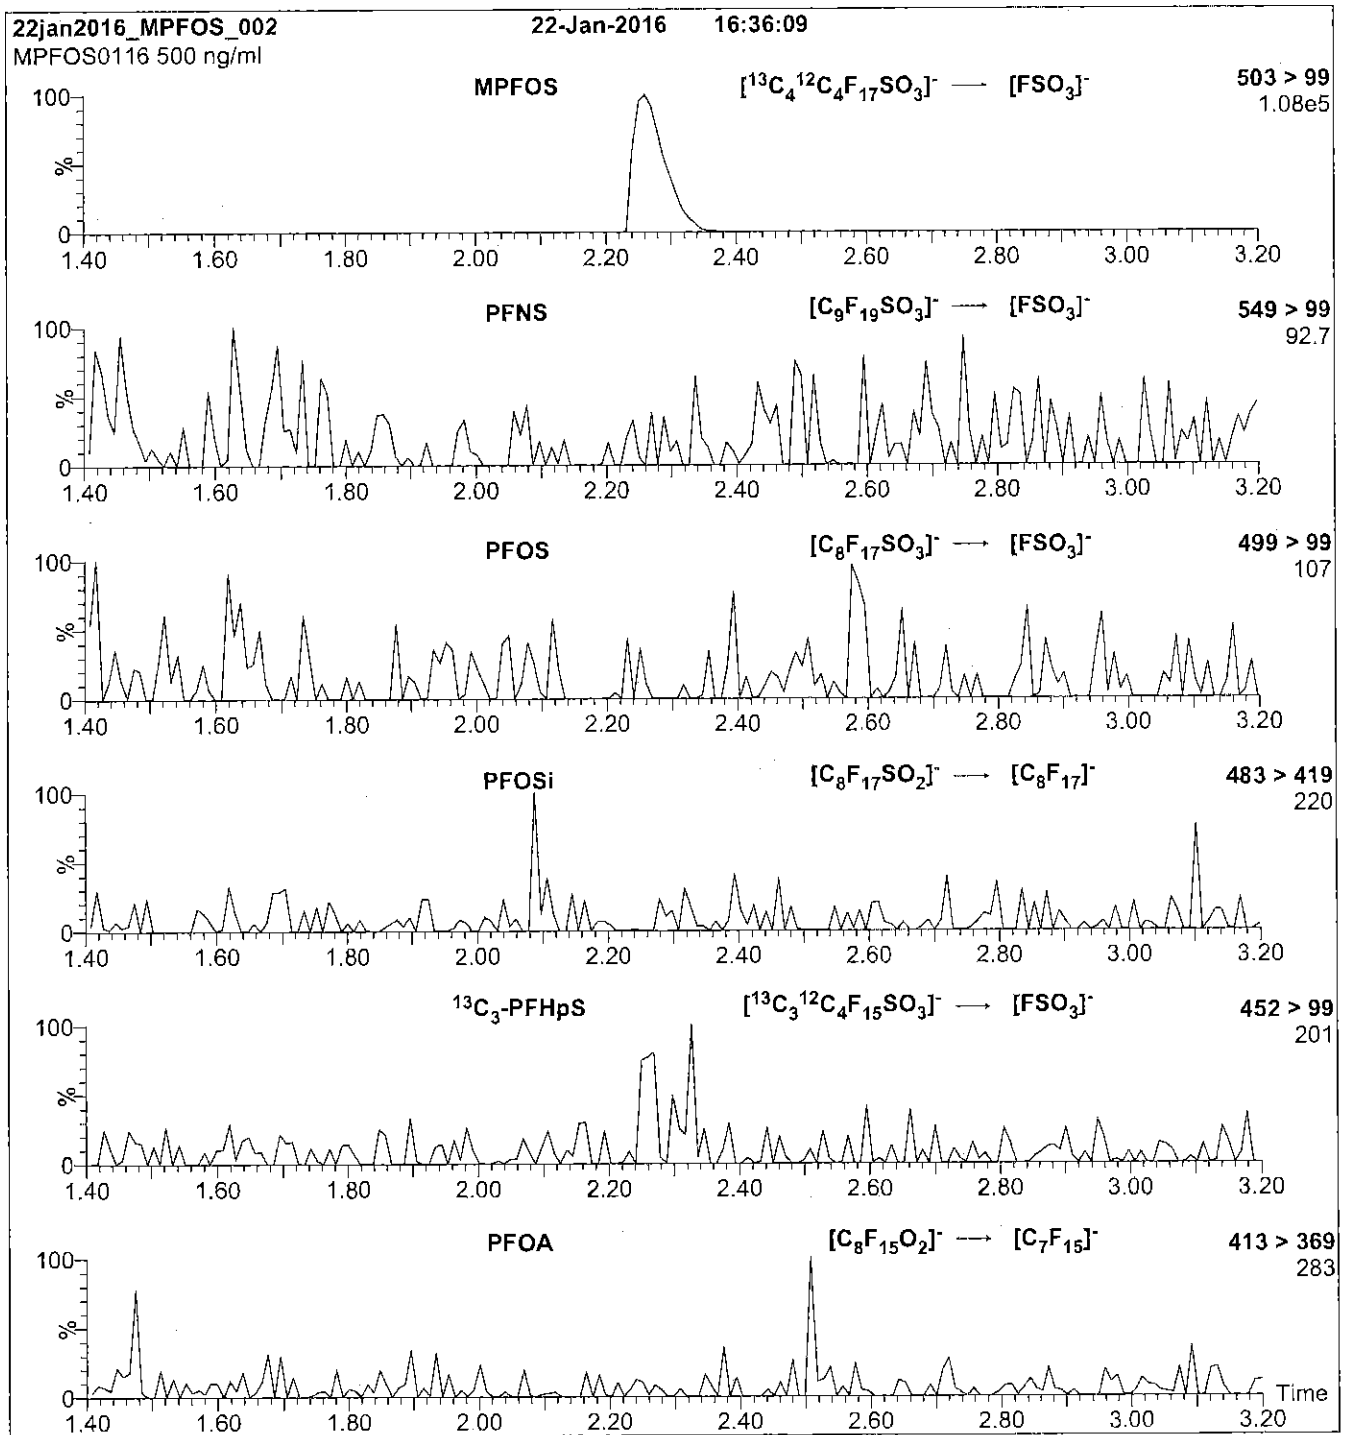 22jan2016_MPFOS_002 22-Jan-2016 16:36:09
MPFOS0116 500 ng/ml
MPFOS [¹³C₄¹²C₄F₁₇SO₃]⁻ → [FSO₃]⁻ 503 > 99
1.08e5
100
%
0
1.40 1.60 1.80 2.00 2.20 2.40 2.60 2.80 3.00 3.20
PFNS [C₉F₁₉SO₃]⁻ → [FSO₃]⁻ 549 > 99
92.7
100
%
0
1.40 1.60 1.80 2.00 2.20 2.40 2.60 2.80 3.00 3.20
PFOS [C₈F₁₇SO₃]⁻ → [FSO₃]⁻ 499 > 99
107
100
%
0
1.40 1.60 1.80 2.00 2.20 2.40 2.60 2.80 3.00 3.20
PFOSi [C₈F₁₇SO₂]⁻ → [C₈F₁₇]⁻ 483 > 419
220
100
%
0
1.40 1.60 1.80 2.00 2.20 2.40 2.60 2.80 3.00 3.20
¹³C₃-PFHpS [¹³C₃¹²C₄F₁₅SO₃]⁻ → [FSO₃]⁻ 452 > 99
201
100
%
0
1.40 1.60 1.80 2.00 2.20 2.40 2.60 2.80 3.00 3.20
PFOA [C₈F₁₅O₂]⁻ → [C₇F₁₅]⁻ 413 > 369
283
100
%
0 Time
1.40 1.60 1.80 2.00 2.20 2.40 2.60 2.80 3.00 3.20